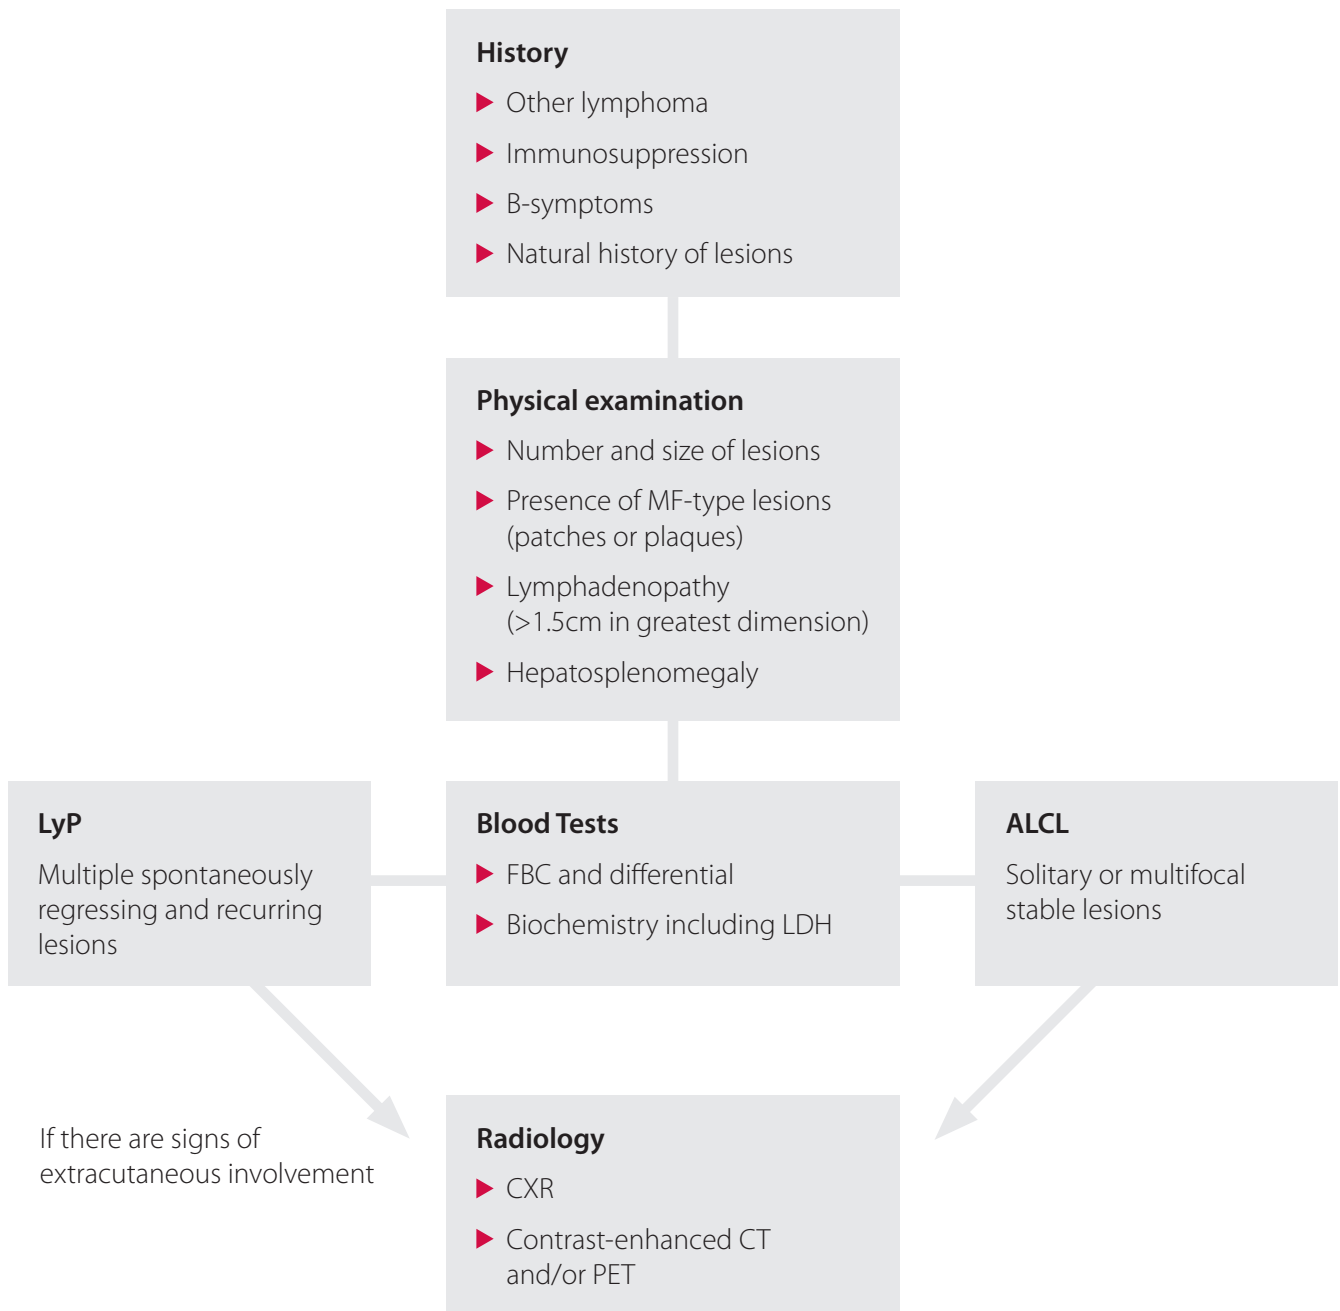 History
▶ Other lymphoma
▶ Immunosuppression
▶ B-symptoms
▶ Natural history of lesions
Physical examination
▶ Number and size of lesions
▶ Presence of MF-type lesions
(patches or plaques)
▶ Lymphadenopathy
(>1.5cm in greatest dimension)
▶ Hepatosplenomegaly
LyP
Multiple spontaneously
regressing and recurring
lesions
Blood Tests
▶ FBC and differential
▶ Biochemistry including LDH
ALCL
Solitary or multifocal
stable lesions
If there are signs of
extracutaneous involvement
Radiology
▶ CXR
▶ Contrast-enhanced CT
and/or PET